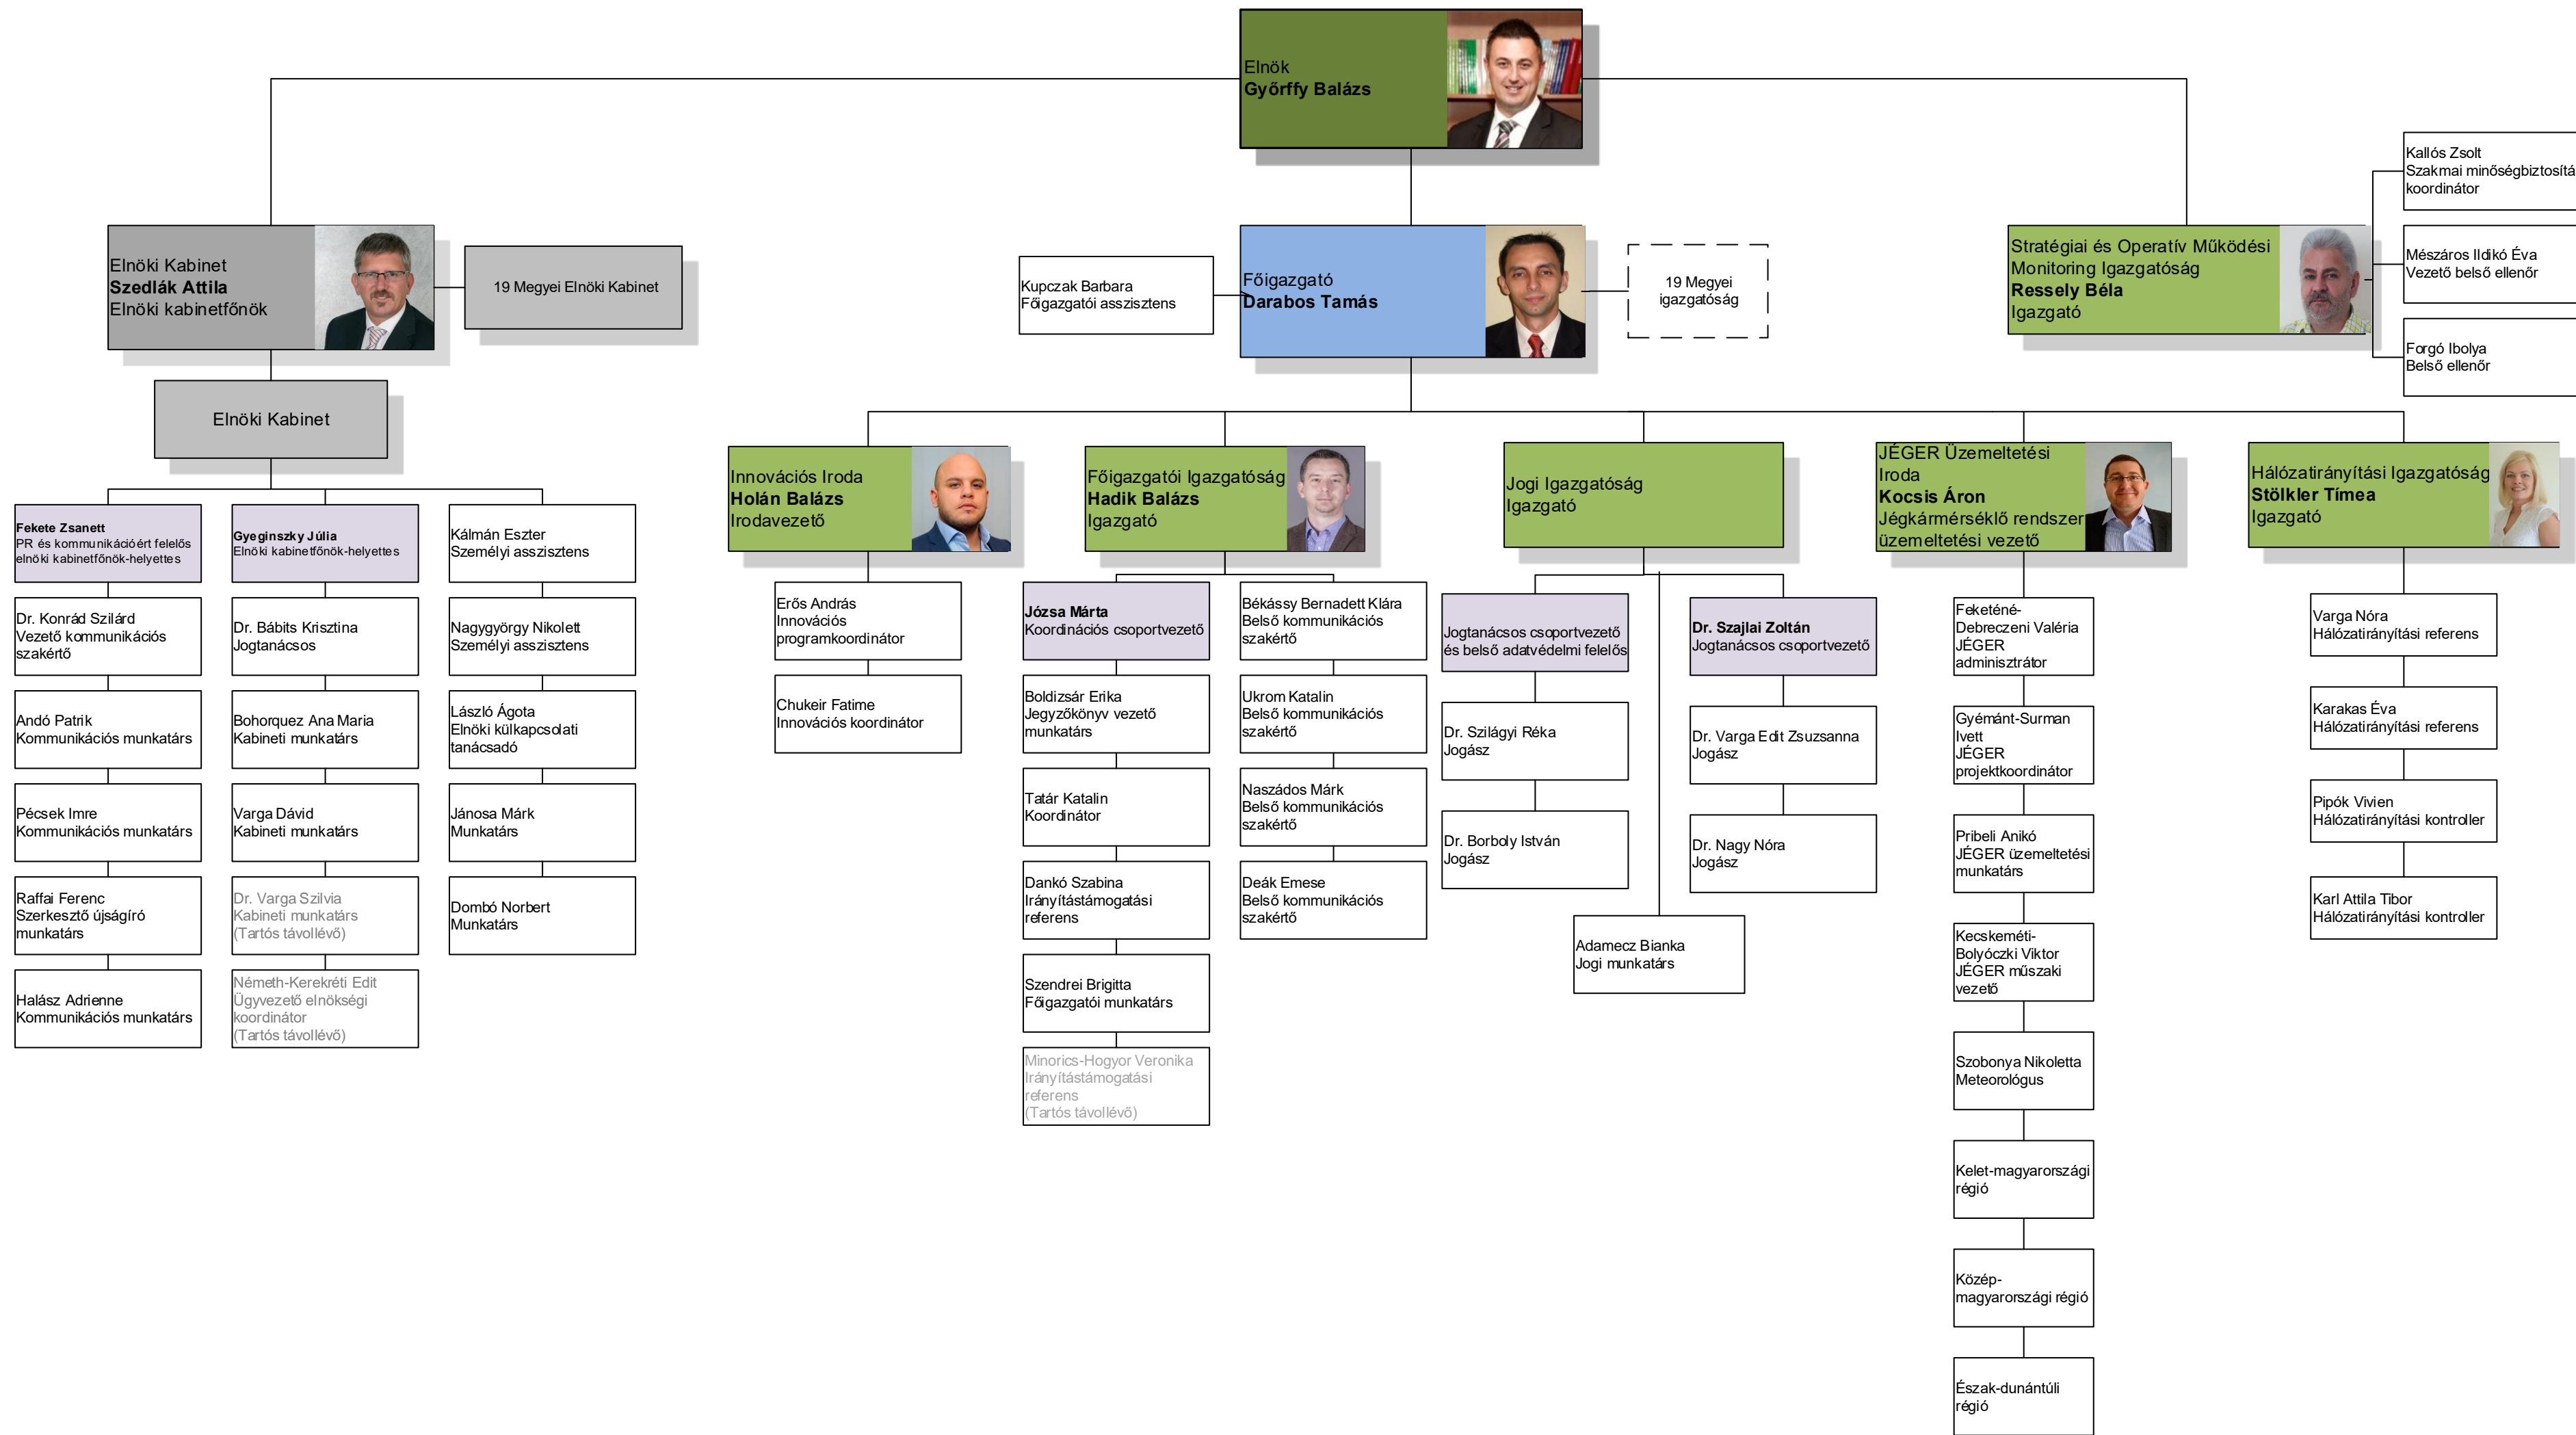 Elnök
Győrffy Balázs
Elnöki Kabinet
Szedlák Attila
Elnöki kabinetfőnök
19 Megyei Elnöki Kabinet
Kupczak Barbara
Főigazgatói asszisztens
Főigazgató
Darabos Tamás
19 Megyei
igazgatóság
Stratégiai és Operatív Működési
Monitoring Igazgatóság
Ressely Béla
Igazgató
Kallós Zsolt
Szakmai minőségbiztosítá
koordinátor
Mészáros Ildikó Éva
Vezető belső ellenőr
Forgó Ibolya
Belső ellenőr
Elnöki Kabinet
Fekete Zsanett
PR és kommunikációért felelős
elnöki kabinetfőnök-helyettes
Dr. Konrád Szilárd
Vezető kommunikációs
szakértő
Andó Patrik
Kommunikációs munkatárs
Pécsek Imre
Kommunikációs munkatárs
Raffai Ferenc
Szerkesztő újságíró
munkatárs
Halász Adrienne
Kommunikációs munkatárs
Gyeginszky Júlia
Elnöki kabinetfőnök-helyettes
Dr. Bábits Krisztina
Jogtanácsos
Bohorquez Ana Maria
Kabineti munkatárs
Varga Dávid
Kabineti munkatárs
Dr. Varga Szilvia
Kabineti munkatárs
(Tartós távollévő)
Németh-Kerekréti Edit
Ügyvezető elnökségi
koordinátor
(Tartós távollévő)
Kálmán Eszter
Személyi asszisztens
Nagygyörgy Nikolett
Személyi asszisztens
László Ágota
Elnöki külkapcsolati
tanácsadó
Jánosa Márk
Munkatárs
Dombó Norbert
Munkatárs
Innovációs Iroda
Holán Balázs
Irodavezető
Erős András
Innovációs
programkoordinátor
Chukeir Fatime
Innovációs koordinátor
Főigazgatói Igazgatóság
Hadik Balázs
Igazgató
Józsa Márta
Koordinációs csoportvezető
Boldizsár Erika
Jegyzőkönyv vezető
munkatárs
Tatár Katalin
Koordinátor
Dankó Szabina
Irányítástámogatási
referens
Szendrei Brigitta
Főigazgatói munkatárs
Minorics-Hogyor Veronika
Irányítástámogatási
referens
(Tartós távollévő)
Békássy Bernadett Klára
Belső kommunikációs
szakértő
Ukrom Katalin
Belső kommunikációs
szakértő
Naszádos Márk
Belső kommunikációs
szakértő
Deák Emese
Belső kommunikációs
szakértő
Jogi Igazgatóság
Igazgató
Jogtanácsos csoportvezető
és belső adatvédelmi felelős
Dr. Szilágyi Réka
Jogász
Dr. Borboly István
Jogász
Dr. Szajlai Zoltán
Jogtanácsos csoportvezető
Dr. Varga Edit Zsuzsanna
Jogász
Dr. Nagy Nóra
Jogász
Adamecz Bianka
Jogi munkatárs
JÉGER Üzemeltetési
Iroda
Kocsis Áron
Jégkármérséklő rendszer
üzemeltetési vezető
Feketéné-
Debreczeni Valéria
JÉGER
adminisztrátor
Gyémánt-Surman
Ivett
JÉGER
projektkoordinátor
Pribeli Anikó
JÉGER üzemeltetési
munkatárs
Kecskeméti-
Bolyóczki Viktor
JÉGER műszaki
vezető
Szobonya Nikoletta
Meteorológus
Kelet-magyarországi
régió
Közép-
magyarországi régió
Észak-dunántúli
régió
Hálózatirányítási Igazgatóság
Stölkler Tímea
Igazgató
Varga Nóra
Hálózatirányítási referens
Karakas Éva
Hálózatirányítási referens
Pipók Vivien
Hálózatirányítási kontroller
Karl Attila Tibor
Hálózatirányítási kontroller